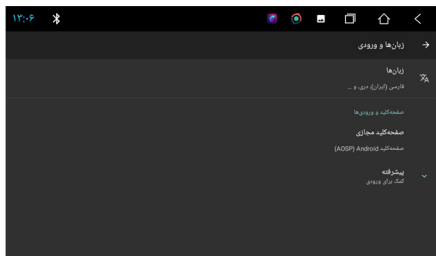 ۱۳:۰۶
زبان‌ها و ورودی
زبان‌ها
فارسی (ایران)، دری، و ...
صفحه‌کلید و ورودی‌ها
صفحه‌کلید مجازی
صفحه‌کلید Android (AOSP)
پیشرفته
کمک برای ورودی